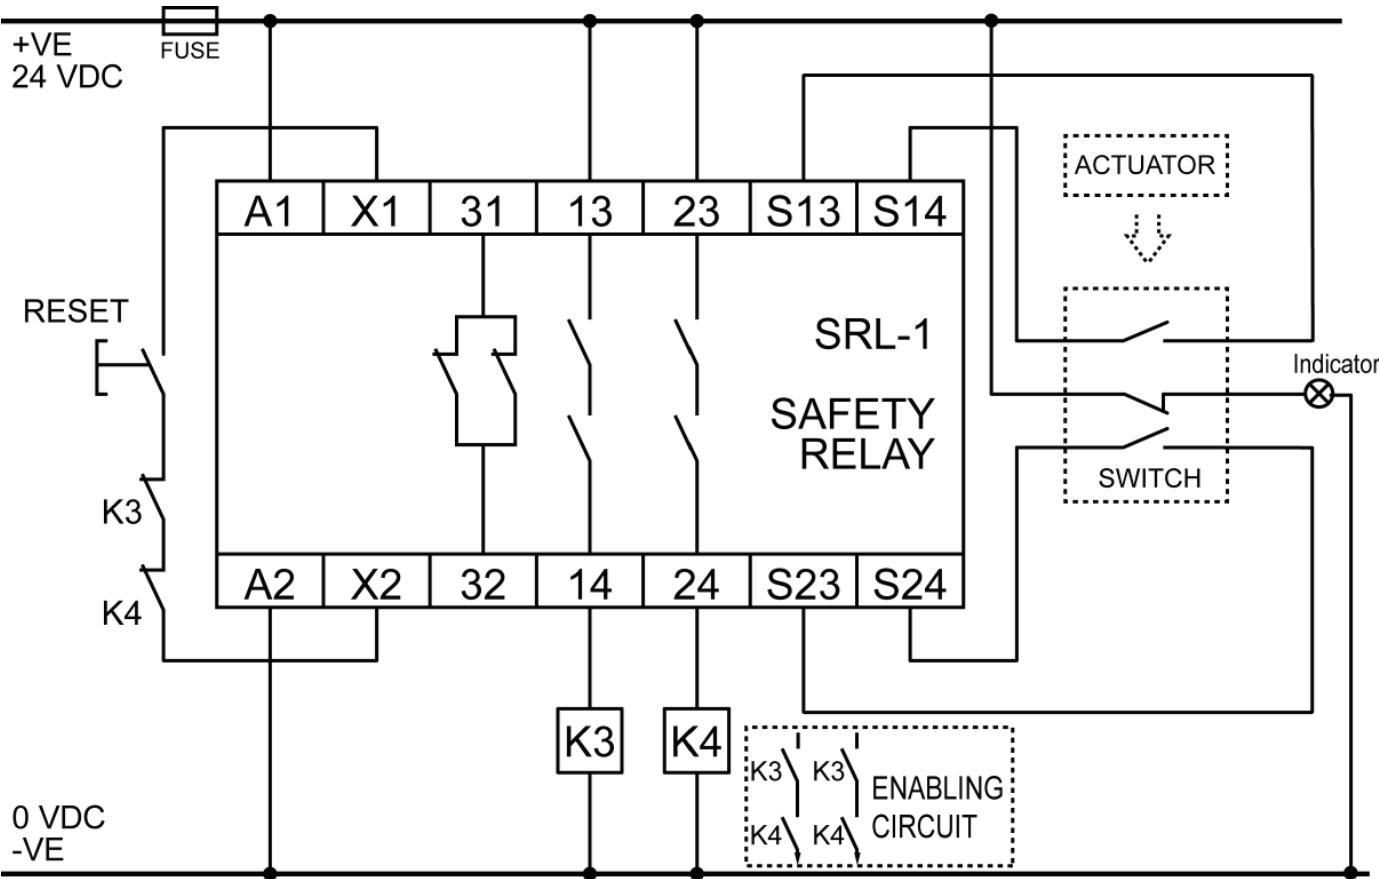 +VE
24 VDC
FUSE
ACTUATOR
A1 X1 31 13 23 S13 S14
RESET
SRL-1
SAFETY
RELAY
Indicator
SWITCH
K3
K4
A2 X2 32 14 24 S23 S24
K3 K4
K3 K3
K4 K4
ENABLING
CIRCUIT
0 VDC
-VE